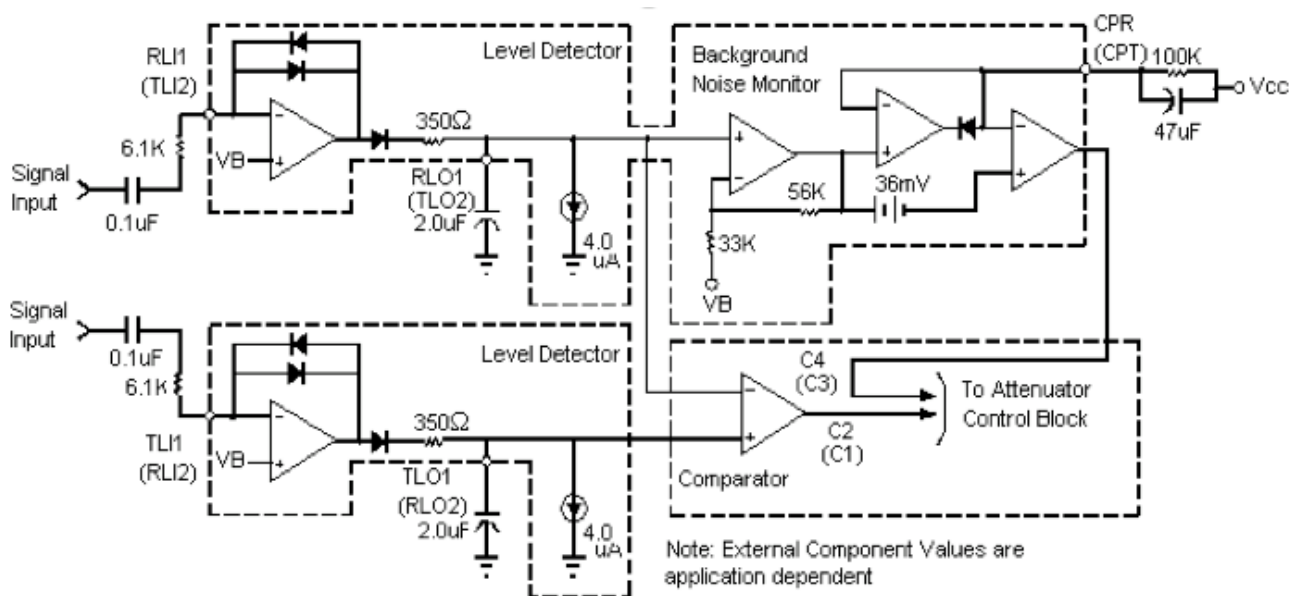 CPR
(CPT)
100K
Vcc
47uF
RLI1
(TLI2)
Level Detector
Background
Noise Monitor
350Ω
6.1K
VB
Signal
Input
0.1uF
RLO1
(TLO2)
2.0uF
4.0
uA
56K
36mV
33K
VB
Signal
Input
0.1uF
6.1K
Level Detector
350Ω
TLI1
(RLI2)
VB
TLO1
(RLO2)
2.0uF
4.0
uA
C4
(C3)
To Attenuator
Control Block
C2
(C1)
Comparator
Note: External Component Values are
application dependent